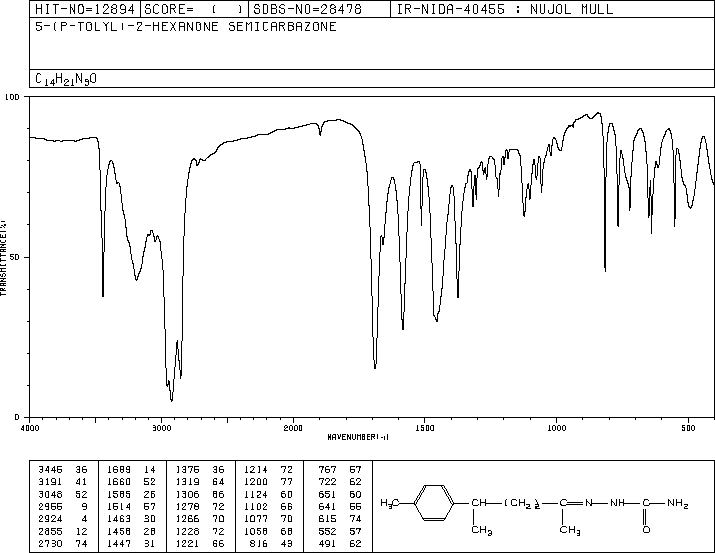 HIT-NO=12894 SCORE= ( ) SDBS-NO=28478 IR-NIDA-40455 : NUJOL MULL
5-(P-TOLYL)-2-HEXANONE SEMICARBAZONE
C14H21N3O
100
50
0
TRANSMITTANCE(%)
4000 3000 2000 1500 1000 500
WAVENUMBER(-1)
3445 36 1689 14 1376 36 1214 72 767 57
3191 41 1660 52 1319 64 1200 77 722 62
3048 52 1585 26 1306 66 1124 60 651 60
2955 9 1514 57 1278 72 1102 66 641 55
2924 4 1463 30 1266 70 1077 70 615 74
2855 12 1458 28 1228 72 1058 68 552 57
2730 74 1447 31 1221 66 816 43 491 62
H3C CH (CH2)2 C N NH C NH2
CH3 CH3 O